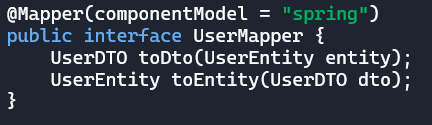 @Mapper(componentModel = "spring")
public interface UserMapper {
    UserDTO toDto(UserEntity entity);
    UserEntity toEntity(UserDTO dto);
}